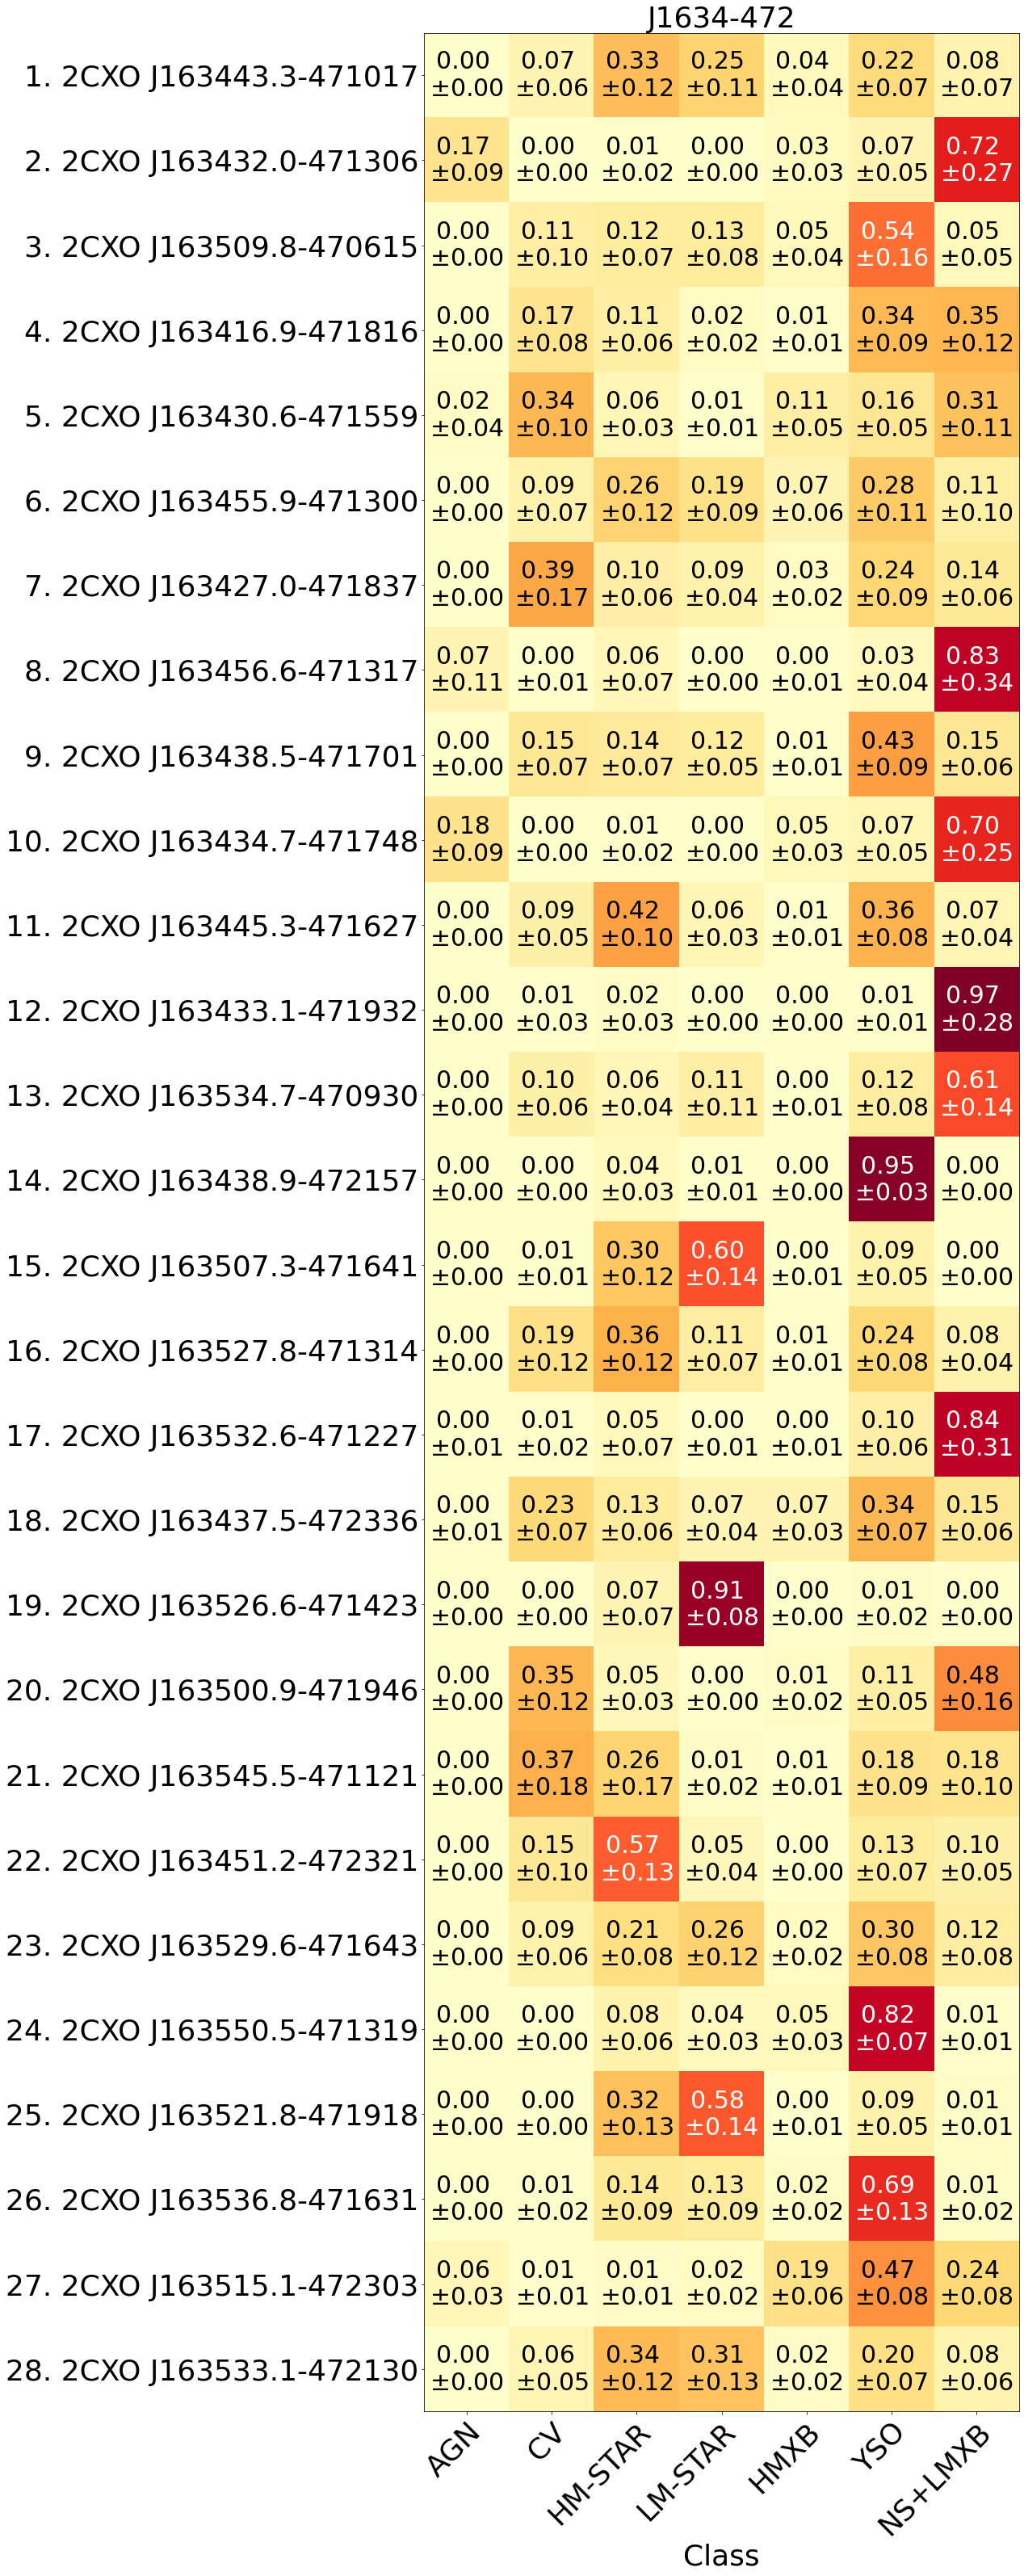 J1634-472
0.00 0.07 0.33 0.25 0.04 0.22 0.08
1. 2CXO J163443.3-471017
±0.00 ±0.06 ±0.12 ±0.11 ±0.04 ±0.07 ±0.07
0.17 0.00 0.01 0.00 0.03 0.07 0.72
2. 2CXO J163432.0-471306
±0.09 ±0.00 ±0.02 ±0.00 ±0.03 ±0.05 ±0.27
0.00 0.11 0.12 0.13 0.05 0.54 0.05
3. 2CXO J163509.8-470615
±0.00 ±0.10 ±0.07 ±0.08 ±0.04 ±0.16 ±0.05
0.00 0.17 0.11 0.02 0.01 0.34 0.35
4. 2CXO J163416.9-471816
±0.00 ±0.08 ±0.06 ±0.02 ±0.01 ±0.09 ±0.12
0.02 0.34 0.06 0.01 0.11 0.16 0.31
5. 2CXO J163430.6-471559
±0.04 ±0.10 ±0.03 ±0.01 ±0.05 ±0.05 ±0.11
0.00 0.09 0.26 0.19 0.07 0.28 0.11
6. 2CXO J163455.9-471300
±0.00 ±0.07 ±0.12 ±0.09 ±0.06 ±0.11 ±0.10
0.00 0.39 0.10 0.09 0.03 0.24 0.14
7. 2CXO J163427.0-471837
±0.00 ±0.17 ±0.06 ±0.04 ±0.02 ±0.09 ±0.06
0.07 0.00 0.06 0.00 0.00 0.03 0.83
8. 2CXO J163456.6-471317
±0.11 ±0.01 ±0.07 ±0.00 ±0.01 ±0.04 ±0.34
0.00 0.15 0.14 0.12 0.01 0.43 0.15
9. 2CXO J163438.5-471701
±0.00 ±0.07 ±0.07 ±0.05 ±0.01 ±0.09 ±0.06
0.18 0.00 0.01 0.00 0.05 0.07 0.70
10. 2CXO J163434.7-471748
±0.09 ±0.00 ±0.02 ±0.00 ±0.03 ±0.05 ±0.25
0.00 0.09 0.42 0.06 0.01 0.36 0.07
11. 2CXO J163445.3-471627
±0.00 ±0.05 ±0.10 ±0.03 ±0.01 ±0.08 ±0.04
0.00 0.01 0.02 0.00 0.00 0.01 0.97
12. 2CXO J163433.1-471932
±0.00 ±0.03 ±0.03 ±0.00 ±0.00 ±0.01 ±0.28
0.00 0.10 0.06 0.11 0.00 0.12 0.61
13. 2CXO J163534.7-470930
±0.00 ±0.06 ±0.04 ±0.11 ±0.01 ±0.08 ±0.14
0.00 0.00 0.04 0.01 0.00 0.95 0.00
14. 2CXO J163438.9-472157
±0.00 ±0.00 ±0.03 ±0.01 ±0.00 ±0.03 ±0.00
0.00 0.01 0.30 0.60 0.00 0.09 0.00
15. 2CXO J163507.3-471641
±0.00 ±0.01 ±0.12 ±0.14 ±0.01 ±0.05 ±0.00
0.00 0.19 0.36 0.11 0.01 0.24 0.08
16. 2CXO J163527.8-471314
±0.00 ±0.12 ±0.12 ±0.07 ±0.01 ±0.08 ±0.04
0.00 0.01 0.05 0.00 0.00 0.10 0.84
17. 2CXO J163532.6-471227
±0.01 ±0.02 ±0.07 ±0.01 ±0.01 ±0.06 ±0.31
0.00 0.23 0.13 0.07 0.07 0.34 0.15
18. 2CXO J163437.5-472336
±0.01 ±0.07 ±0.06 ±0.04 ±0.03 ±0.07 ±0.06
0.00 0.00 0.07 0.91 0.00 0.01 0.00
19. 2CXO J163526.6-471423
±0.00 ±0.00 ±0.07 ±0.08 ±0.00 ±0.02 ±0.00
0.00 0.35 0.05 0.00 0.01 0.11 0.48
20. 2CXO J163500.9-471946
±0.00 ±0.12 ±0.03 ±0.00 ±0.02 ±0.05 ±0.16
0.00 0.37 0.26 0.01 0.01 0.18 0.18
21. 2CXO J163545.5-471121
±0.00 ±0.18 ±0.17 ±0.02 ±0.01 ±0.09 ±0.10
0.00 0.15 0.57 0.05 0.00 0.13 0.10
22. 2CXO J163451.2-472321
±0.00 ±0.10 ±0.13 ±0.04 ±0.00 ±0.07 ±0.05
0.00 0.09 0.21 0.26 0.02 0.30 0.12
23. 2CXO J163529.6-471643
±0.00 ±0.06 ±0.08 ±0.12 ±0.02 ±0.08 ±0.08
0.00 0.00 0.08 0.04 0.05 0.82 0.01
24. 2CXO J163550.5-471319
±0.00 ±0.00 ±0.06 ±0.03 ±0.03 ±0.07 ±0.01
0.00 0.00 0.32 0.58 0.00 0.09 0.01
25. 2CXO J163521.8-471918
±0.00 ±0.00 ±0.13 ±0.14 ±0.01 ±0.05 ±0.01
0.00 0.01 0.14 0.13 0.02 0.69 0.01
26. 2CXO J163536.8-471631
±0.00 ±0.02 ±0.09 ±0.09 ±0.02 ±0.13 ±0.02
0.06 0.01 0.01 0.02 0.19 0.47 0.24
27. 2CXO J163515.1-472303
±0.03 ±0.01 ±0.01 ±0.02 ±0.06 ±0.08 ±0.08
0.00 0.06 0.34 0.31 0.02 0.20 0.08
28. 2CXO J163533.1-472130
±0.00 ±0.05 ±0.12 ±0.13 ±0.02 ±0.07 ±0.06
AGN CV HM-STAR LM-STAR HMXB YSO NS+LMXB
Class